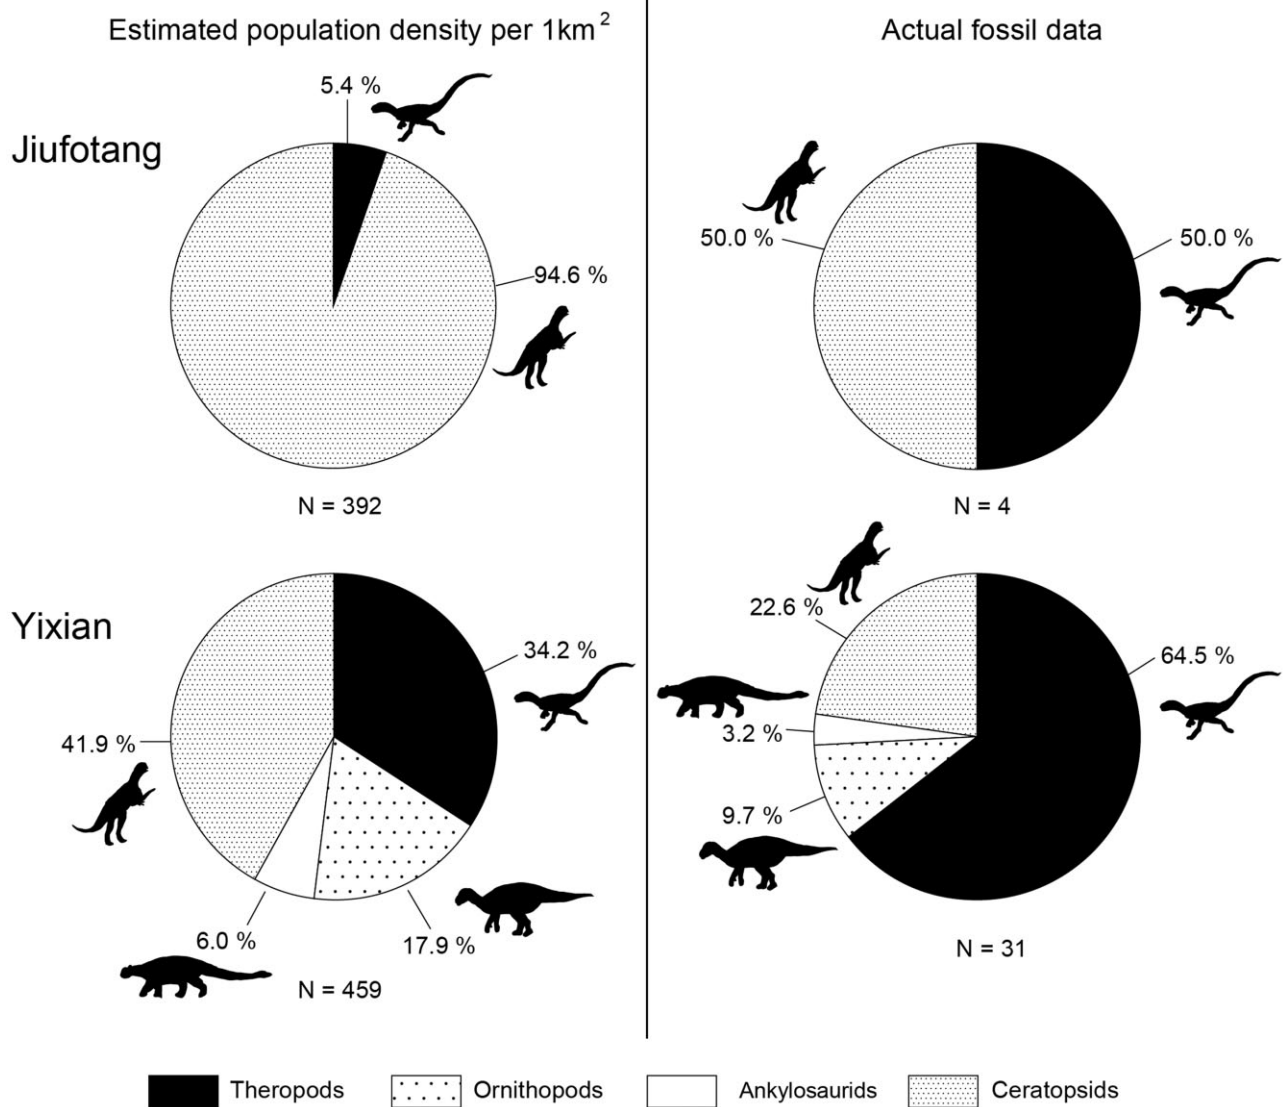 Estimated population density per 1km²
Actual fossil data
Jiufotang
5.4 %
94.6 %
N = 392
50.0 %
50.0 %
N = 4
Yixian
34.2 %
41.9 %
6.0 %
17.9 %
N = 459
22.6 %
64.5 %
3.2 %
9.7 %
N = 31
Theropods
Ornithopods
Ankylosaurids
Ceratopsids